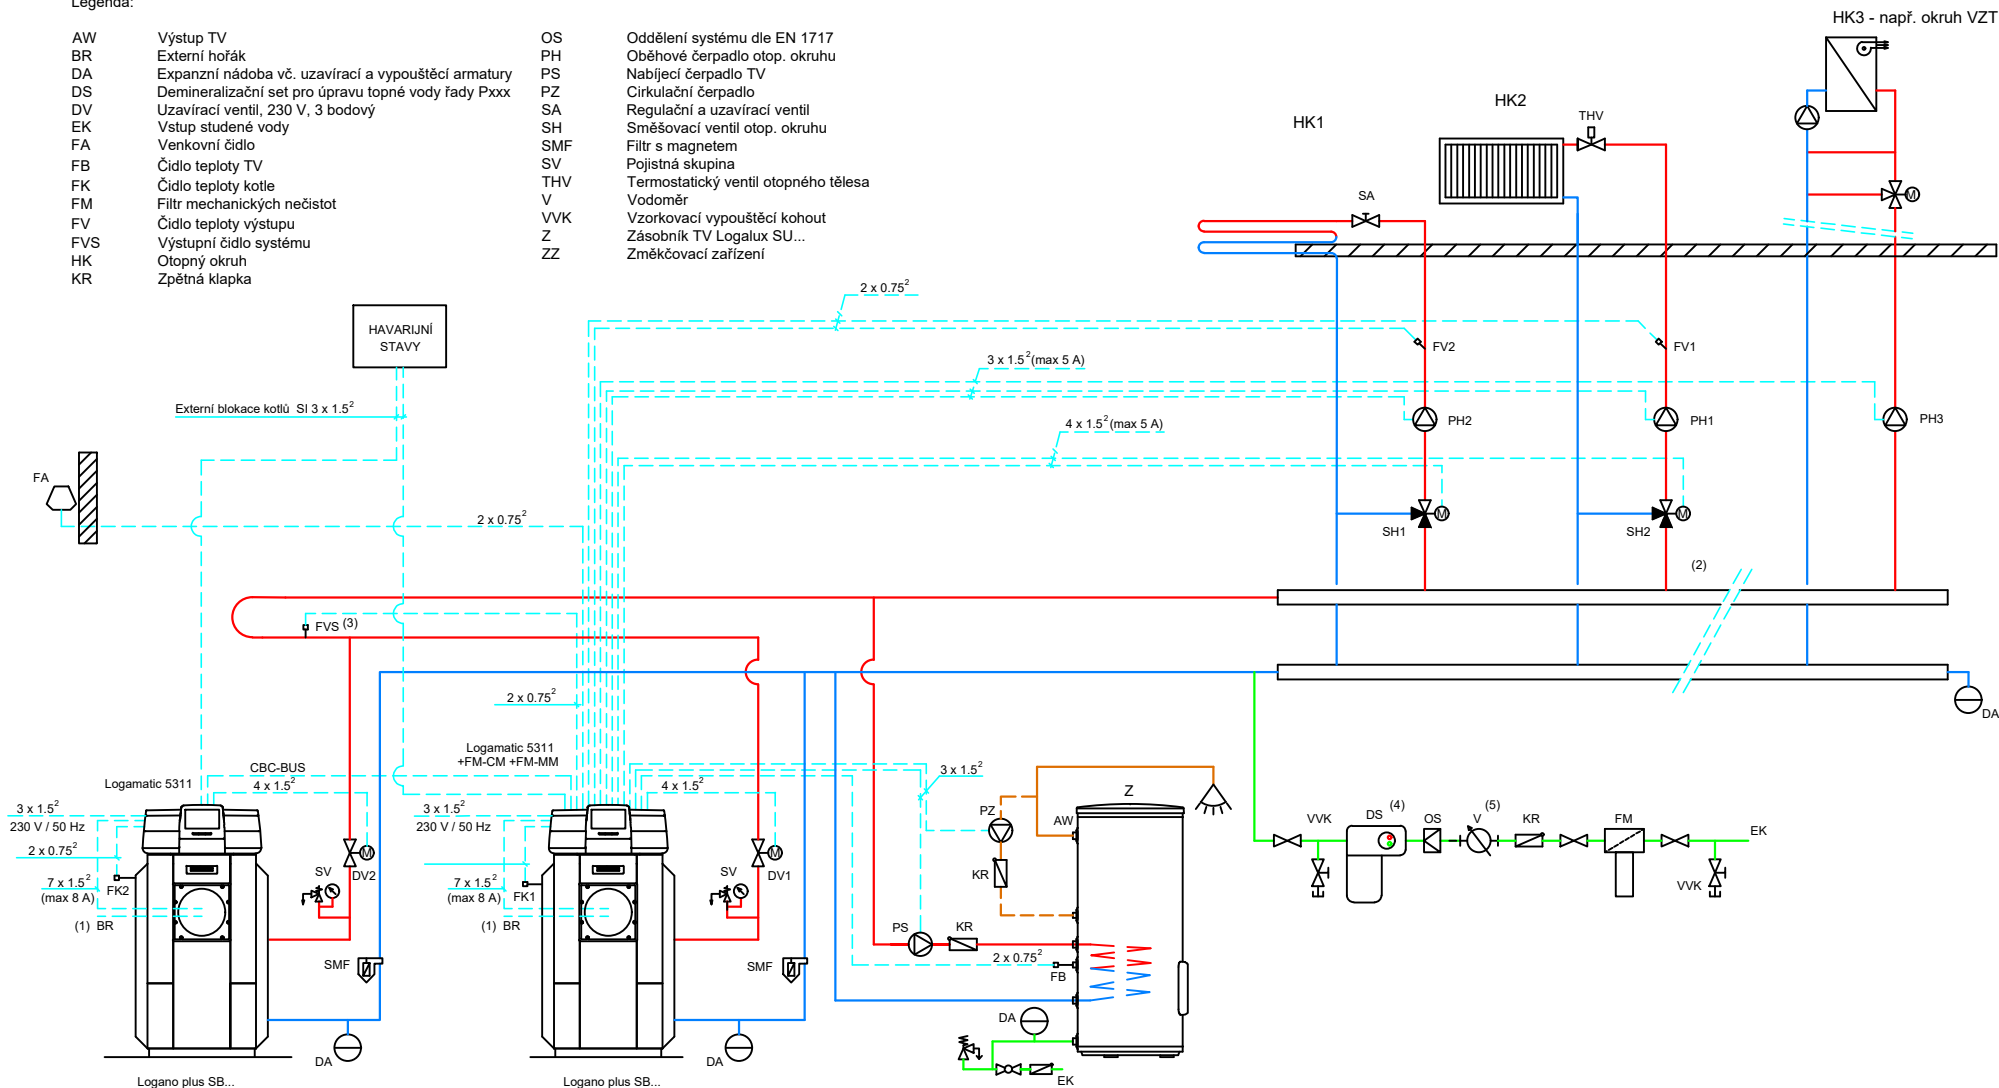 Legenda:
AW Výstup TV
BR Externí hořák
DA Expanzní nádoba vč. uzavírací a vypouštěcí armatury
DS Demineralizační set pro úpravu topné vody řady Pxxx
DV Uzavírací ventil, 230 V, 3 bodový
EK Vstup studené vody
FA Venkovní čidlo
FB Čidlo teploty TV
FK Čidlo teploty kotle
FM Filtr mechanických nečistot
FV Čidlo teploty výstupu
FVS Výstupní čidlo systému
HK Otopný okruh
KR Zpětná klapka
OS Oddělení systému dle EN 1717
PH Oběhové čerpadlo otop. okruhu
PS Nabíjecí čerpadlo TV
PZ Cirkulační čerpadlo
SA Regulační a uzavírací ventil
SH Směšovací ventil otop. okruhu
SMF Filtr s magnetem
SV Pojistná skupina
THV Termostatický ventil otopného tělesa
V Vodoměr
VVK Vzorkovací vypouštěcí kohout
Z Zásobník TV Logalux SU...
ZZ Změkčovací zařízení
HK3 - např. okruh VZT
HK2
HK1
THV
SA
M
HAVARIJNÍ
STAVY
2 x 0.75²
FV2
FV1
3 x 1.5² (max 5 A)
Externí blokace kotlů SI 3 x 1.5²
4 x 1.5² (max 5 A)
PH2
PH1
PH3
FA
2 x 0.75²
M
M
SH1
SH2
(2)
FVS (3)
2 x 0.75²
DA
Logamatic 5311
+FM-CM +FM-MM
Logamatic 5311
CBC-BUS
4 x 1.5²
4 x 1.5²
3 x 1.5²
3 x 1.5²
230 V / 50 Hz
3 x 1.5²
230 V / 50 Hz
2 x 0.75²
M
M
DV2
DV1
SV
SV
FK2
FK1
7 x 1.5²
(max 8 A)
7 x 1.5²
(max 8 A)
(1) BR
(1) BR
SMF
SMF
DA
DA
Logano plus SB...
Logano plus SB...
PZ
AW
Z
KR
PS
KR
2 x 0.75²
FB
DA
EK
VVK
DS (4)
OS
V (5)
KR
FM
EK
VVK